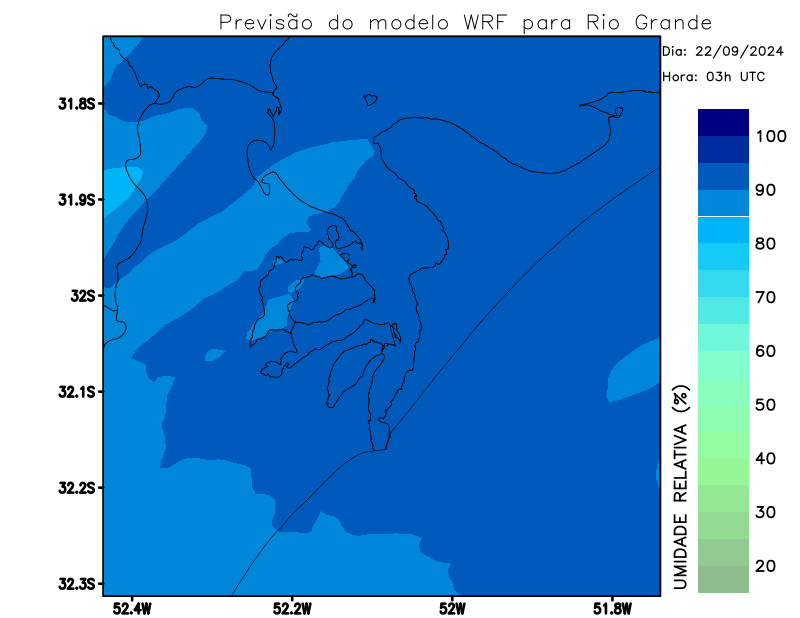 Previsão do modelo WRF para Rio Grande
Dia: 22/09/2024
Hora: 03h UTC
31.8S
31.9S
32S
32.1S
32.2S
32.3S
52.4W
52.2W
52W
51.8W
100
90
80
70
60
50
40
30
20
UMIDADE RELATIVA (%)